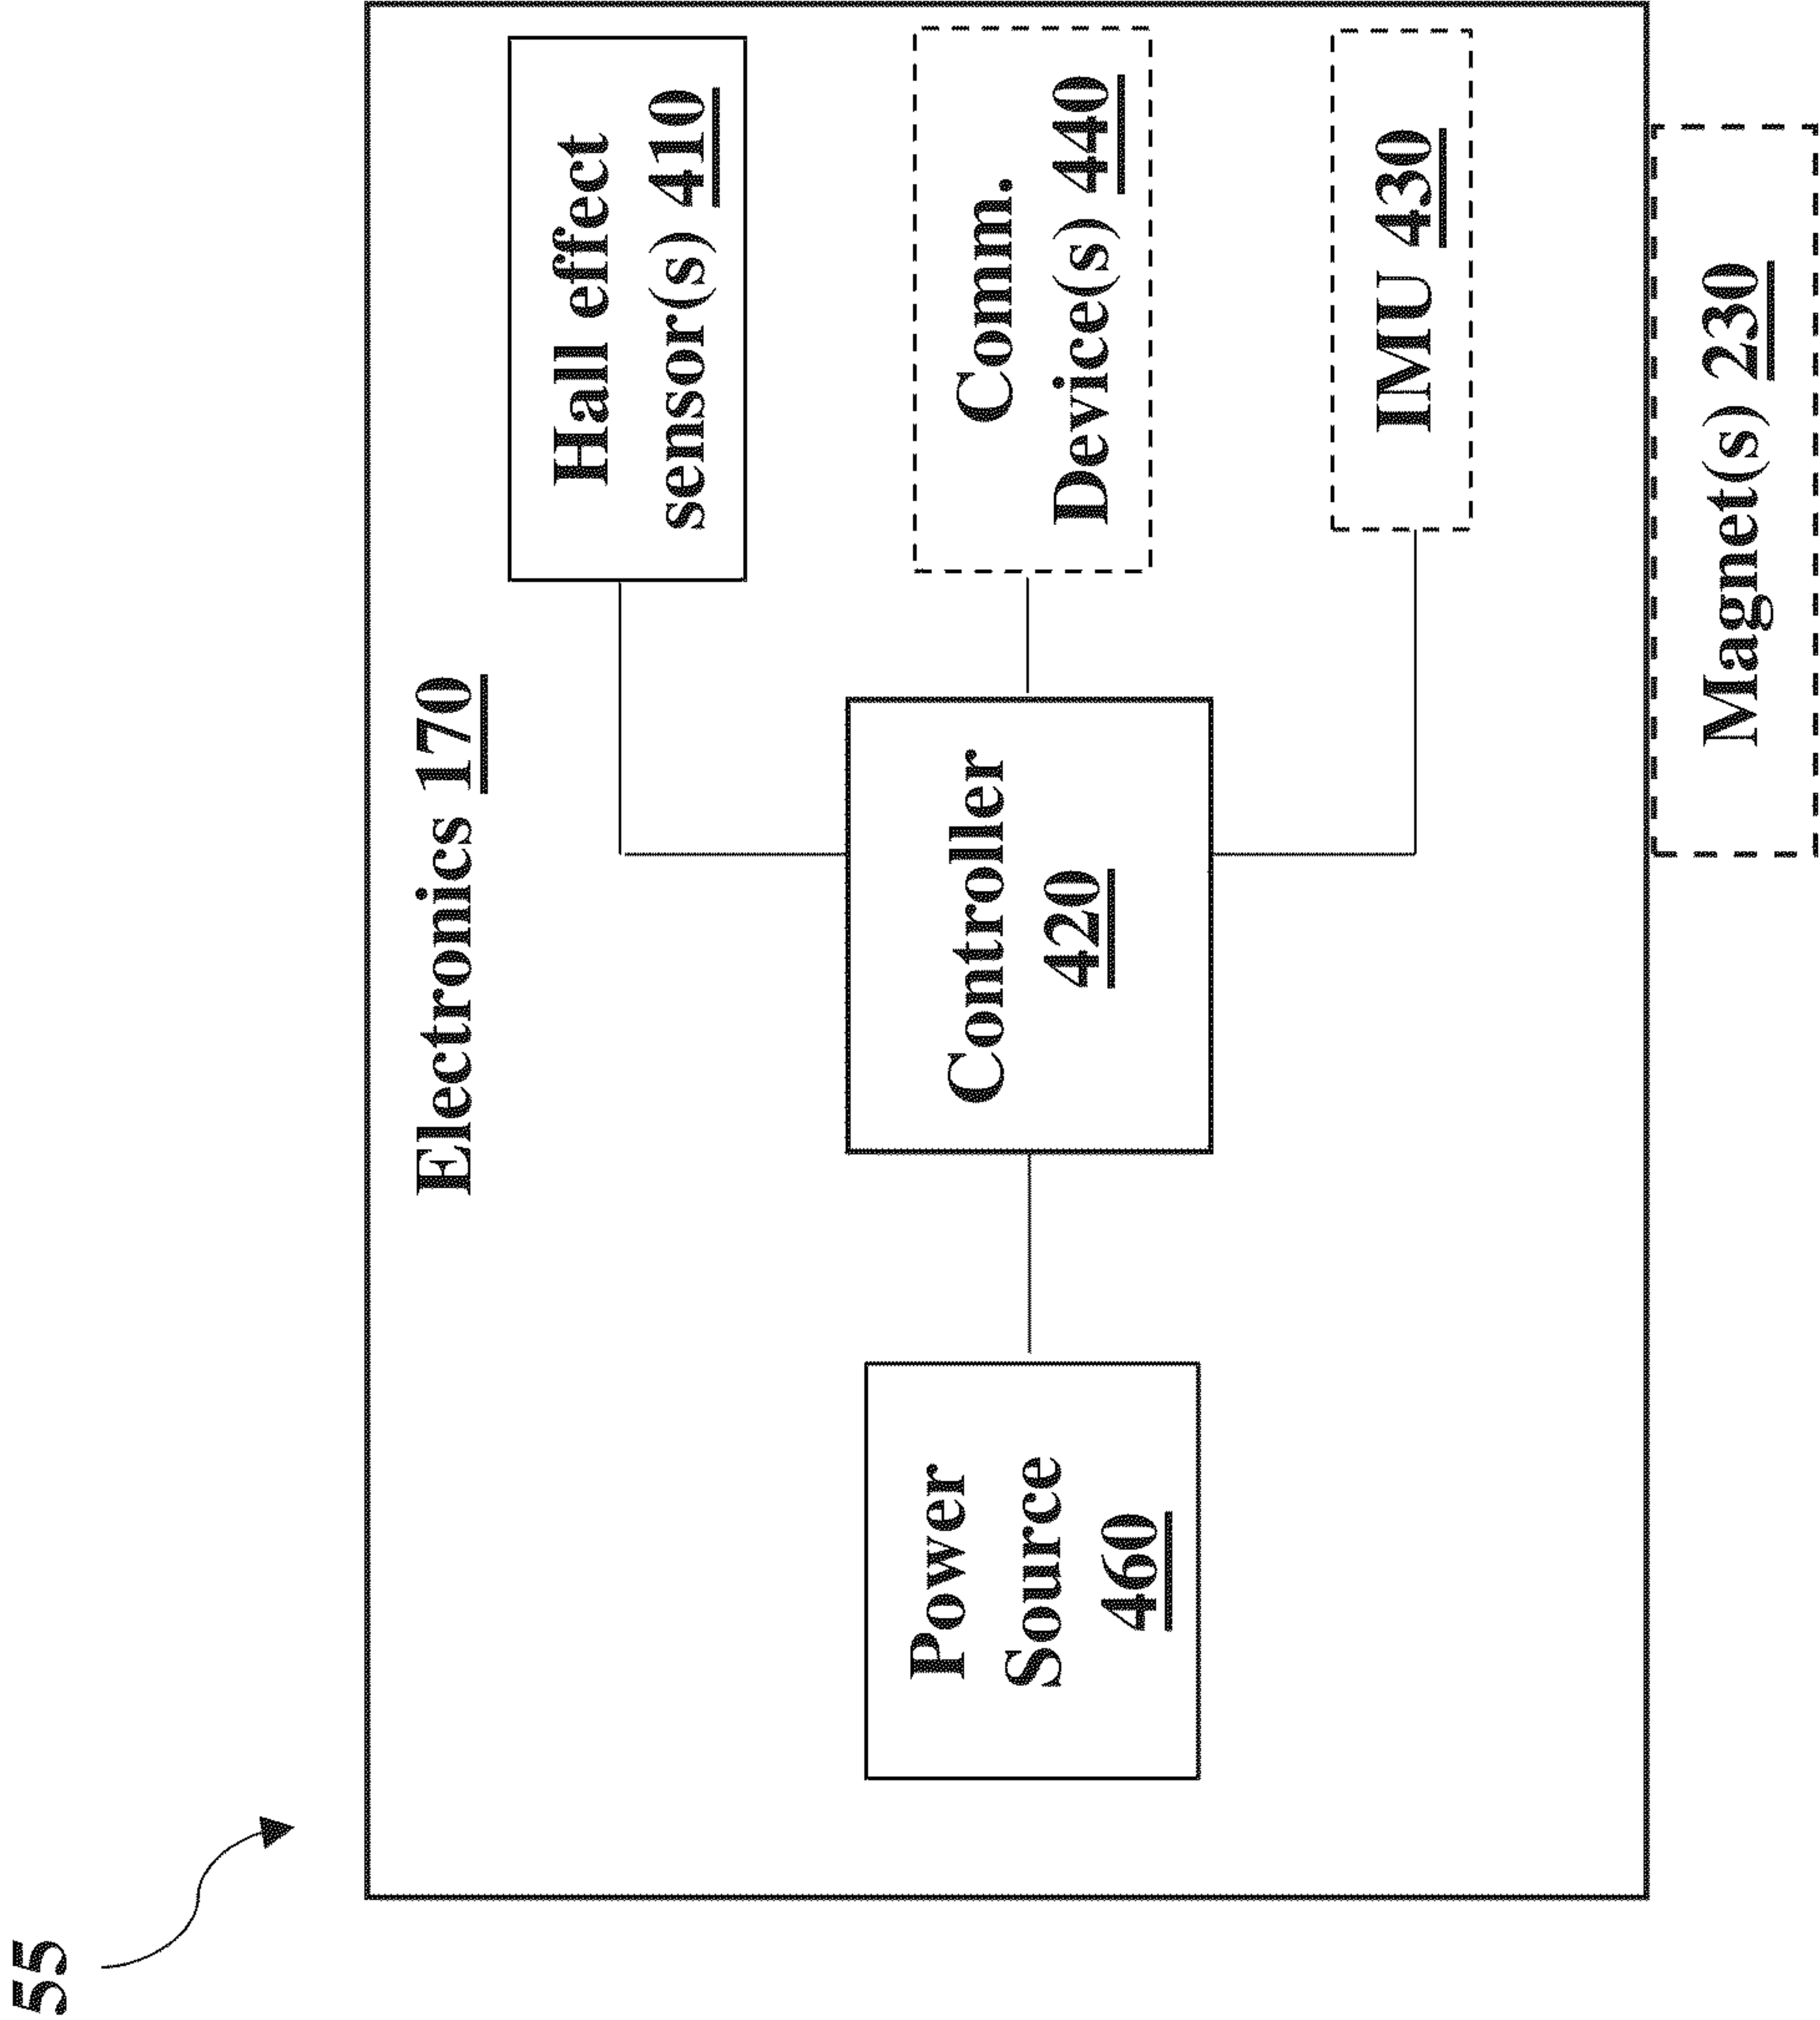 55
Electronics 170
Hall effect
sensor(s) 410
Power
Source
460
Controller
420
Comm.
Device(s) 440
IMU 430
Magnet(s) 230